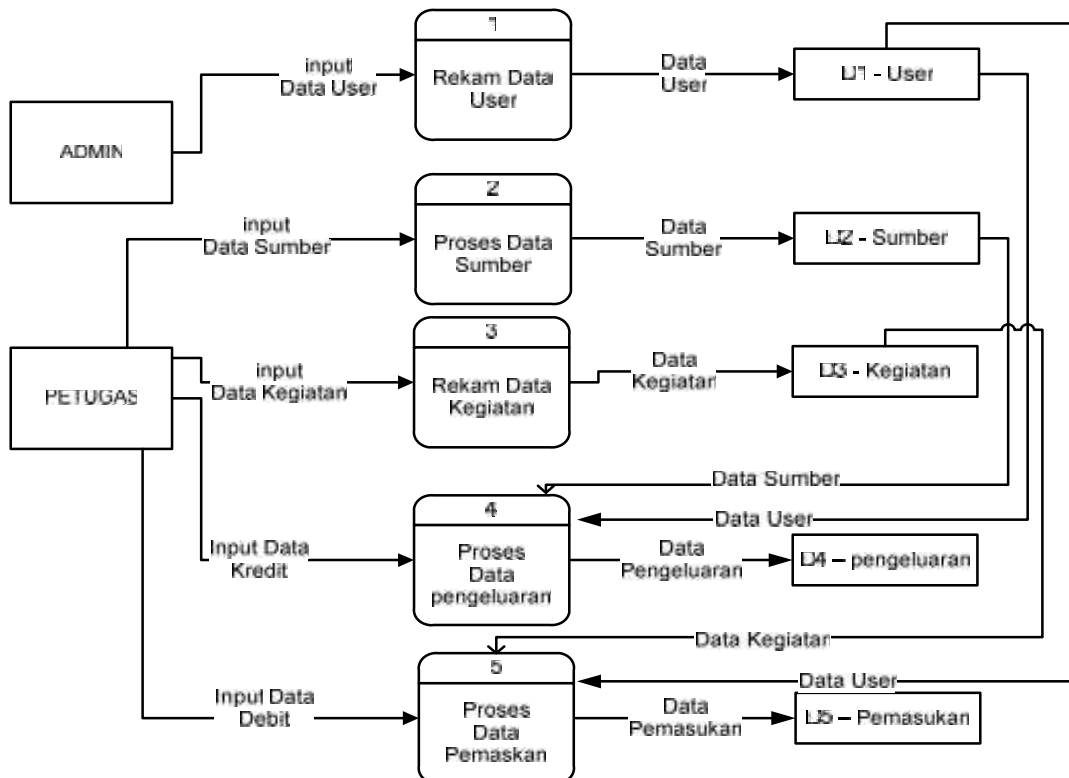 1
input
Data User
Rekam Data
User
Data
User
D1 - User
ADMIN
2
input
Data Sumber
Proses Data
Sumber
Data
Sumber
D2 - Sumber
3
PETUGAS
input
Data Kegiatan
Rekam Data
Kegiatan
Data
Kegiatan
D3 - Kegiatan
Data Sumber
4
Data User
Input Data
Kredit
Proses
Data
pengeluaran
Data
Pengeluaran
D4 – pengeluaran
Data Kegiatan
5
Data User
Input Data
Debit
Proses
Data
Pemaskan
Data
Pemasukan
D5 – Pemasukan